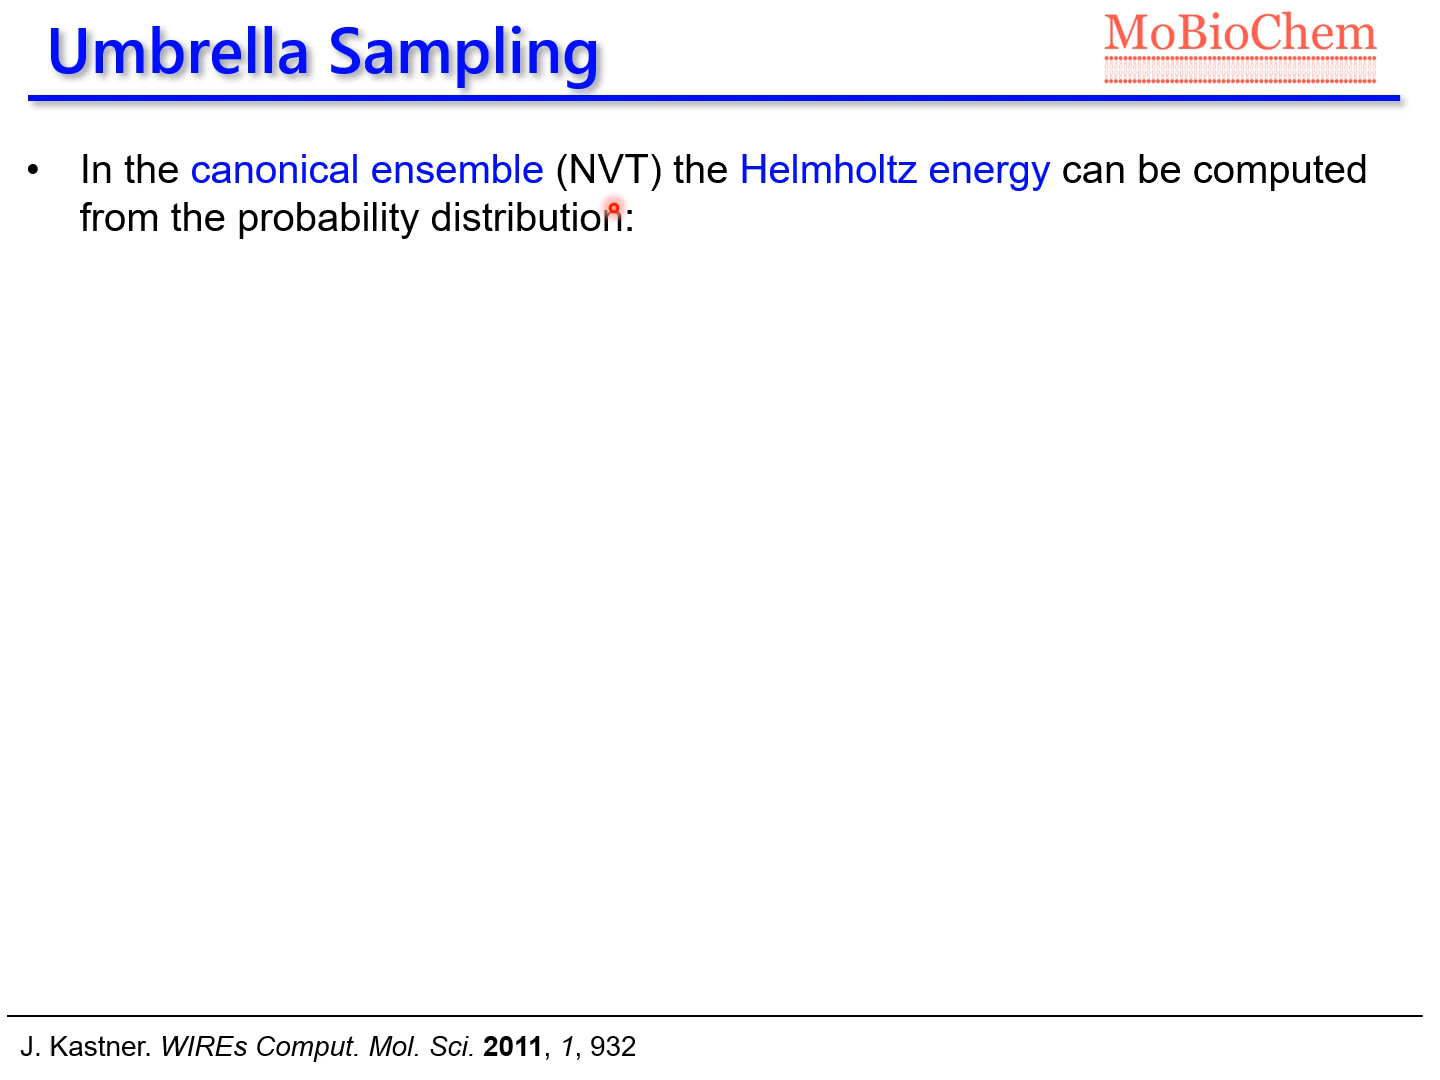 Umbrella Sampling
MoBioChem
• In the canonical ensemble (NVT) the Helmholtz energy can be computed
from the probability distribution:
J. Kastner. WIREs Comput. Mol. Sci. 2011, 1, 932